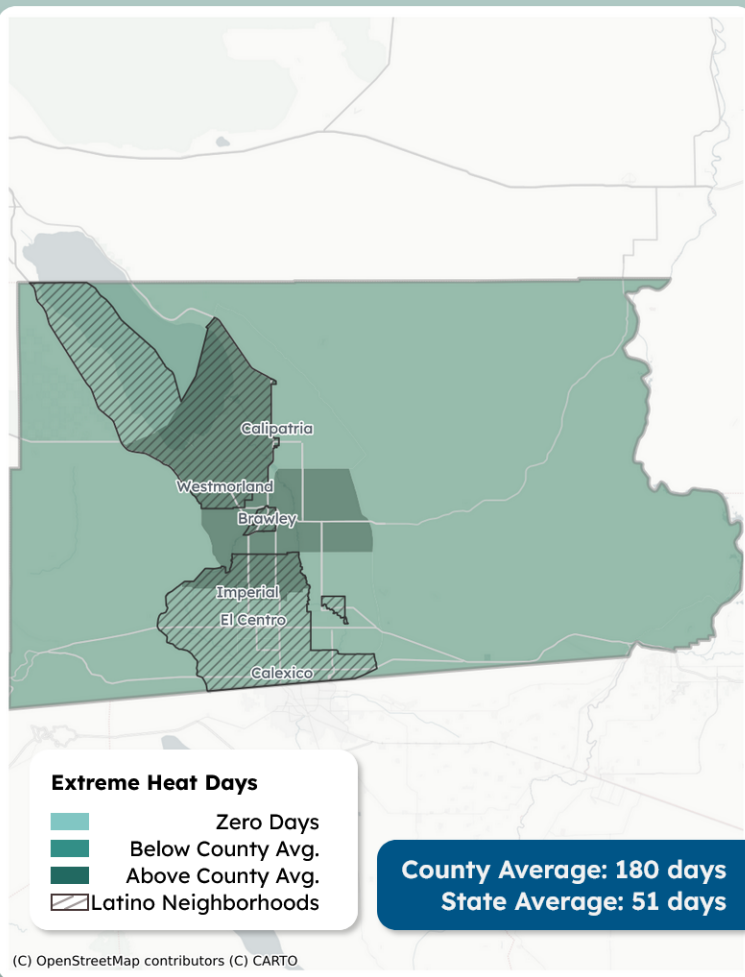 Calipatria
Westmorland
Brawley
Imperial
El Centro
Calexico
Extreme Heat Days
Zero Days
Below County Avg.
Above County Avg.
Latino Neighborhoods
County Average: 180 days
State Average: 51 days
(C) OpenStreetMap contributors (C) CARTO